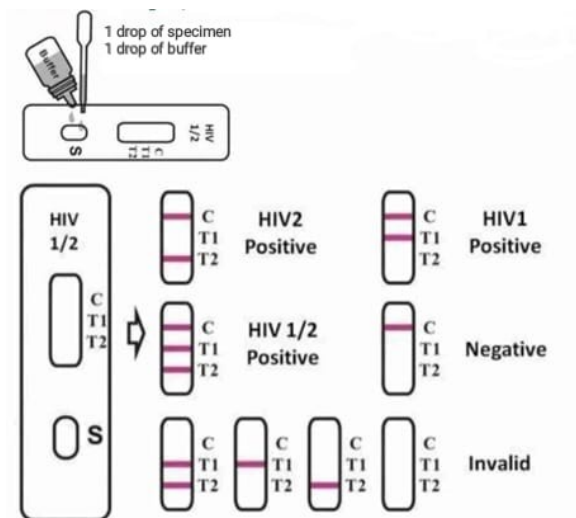 1 drop of specimen
1 drop of buffer
Buffer
S
T2
T1
C
HIV
1/2
HIV
1/2
C
T1
T2
S
C
T1
T2
HIV2
Positive
C
T1
T2
HIV1
Positive
C
T1
T2
HIV 1/2
Positive
C
T1
T2
Negative
C
T1
T2
C
T1
T2
C
T1
T2
C
T1
T2
Invalid